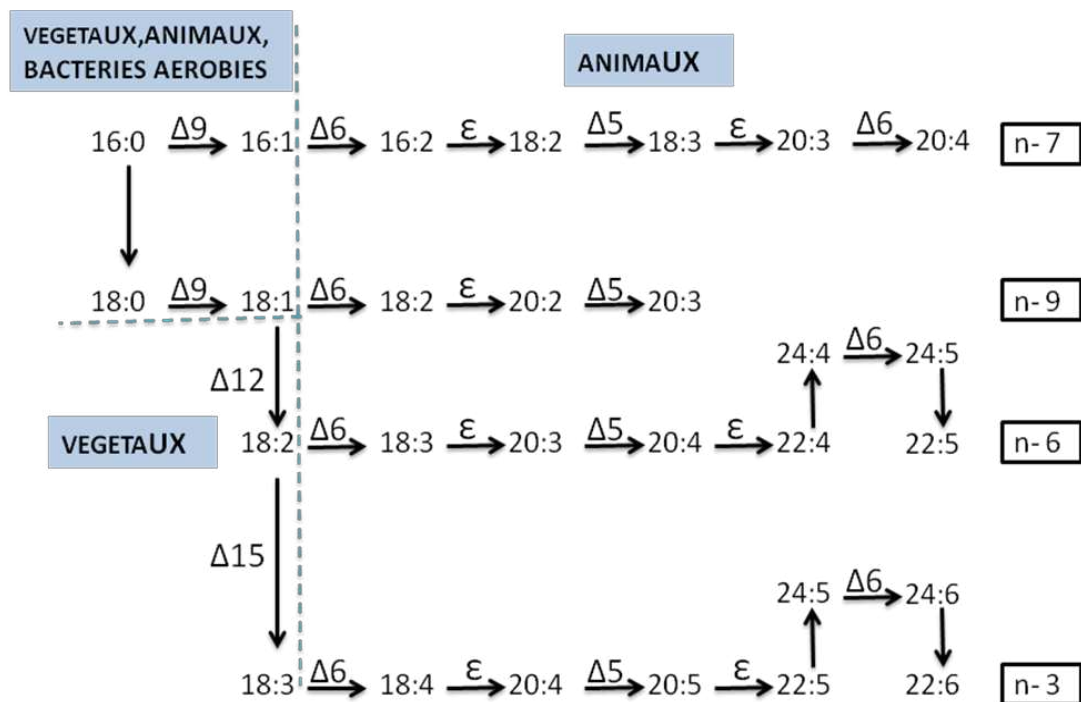 VEGETAUX,ANIMAUX,
BACTERIES AEROBIES
ANIMAUX
16:0 Δ9 16:1 Δ6 16:2 ε 18:2 Δ5 18:3 ε 20:3 Δ6 20:4 n-7
18:0 Δ9 18:1 Δ6 18:2 ε 20:2 Δ5 20:3 n-9
24:4 Δ6 24:5
Δ12
VEGETAUX 18:2 Δ6 18:3 ε 20:3 Δ5 20:4 ε 22:4 22:5 n-6
Δ15
24:5 Δ6 24:6
18:3 Δ6 18:4 ε 20:4 Δ5 20:5 ε 22:5 22:6 n-3